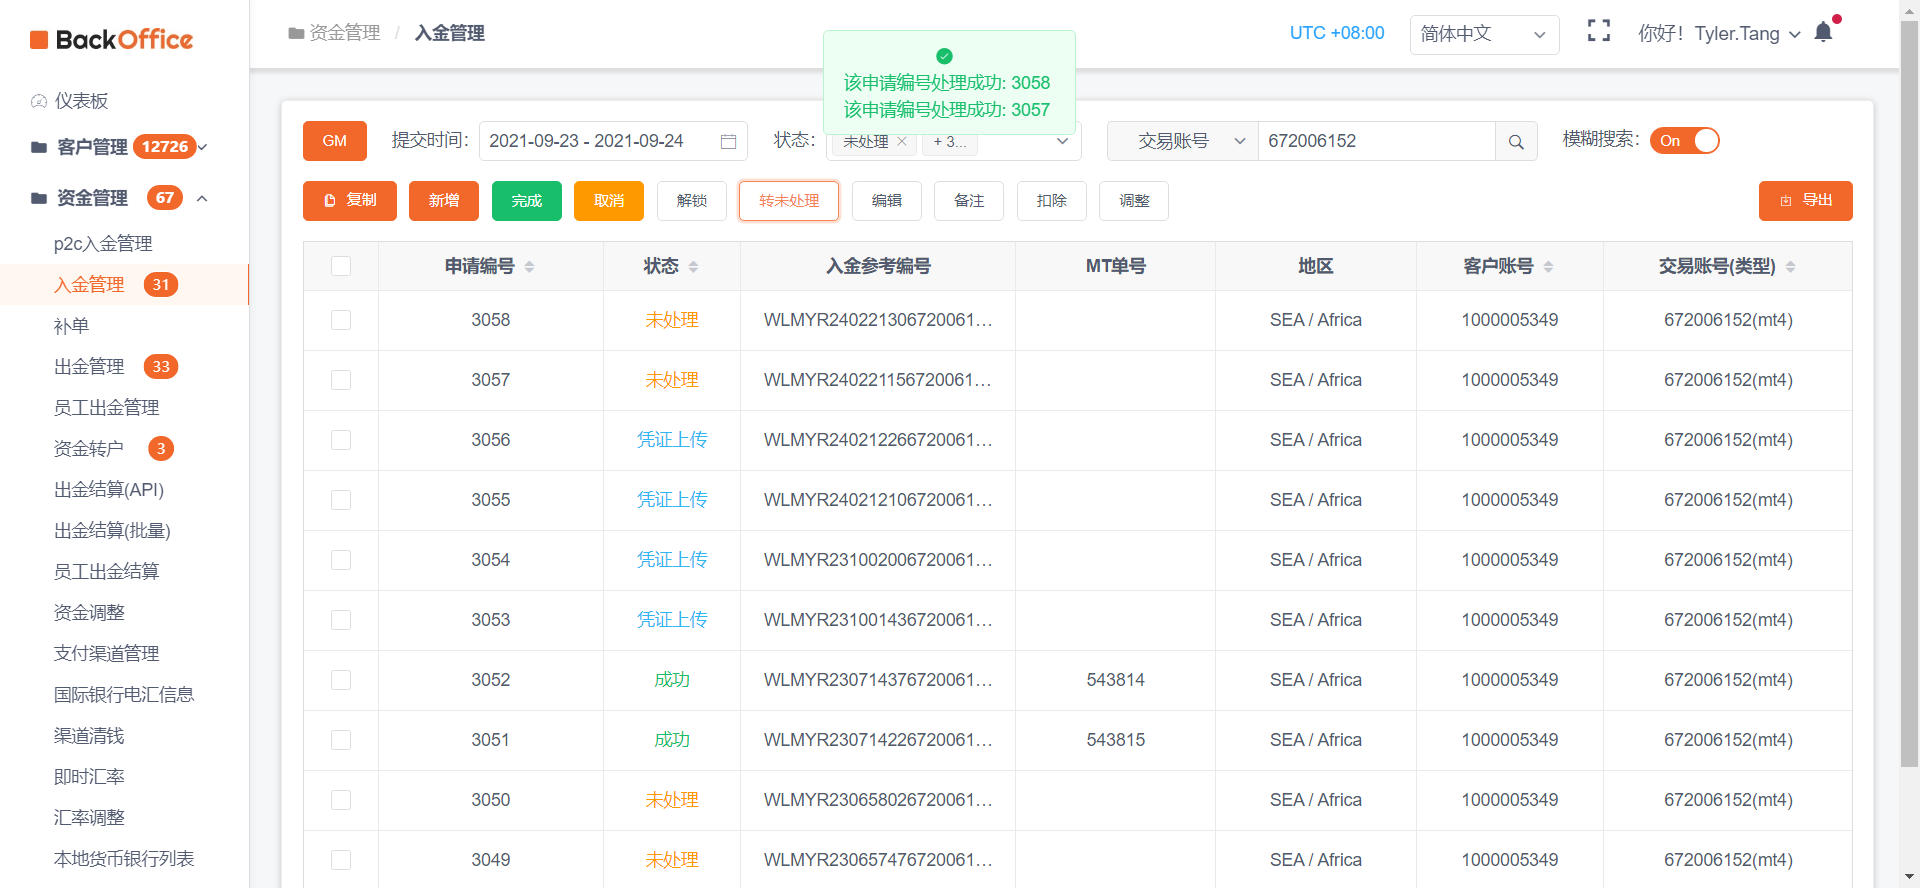 BackOffice
资金管理 / 入金管理
UTC +08:00
简体中文
你好！Tyler.Tang
该申请编号处理成功: 3058
该申请编号处理成功: 3057
仪表板
客户管理 12726
资金管理 67
p2c入金管理
入金管理 31
补单
出金管理 33
员工出金管理
资金转户 3
出金结算(API)
出金结算(批量)
员工出金结算
资金调整
支付渠道管理
国际银行电汇信息
渠道清钱
即时汇率
汇率调整
本地货币银行列表
GM 提交时间: 2021-09-23 - 2021-09-24 状态: 未处理 + 3... 交易账号 672006152 模糊搜索: On
复制 新增 完成 取消 解锁 转未处理 编辑 备注 扣除 调整 导出
申请编号 状态 入金参考编号 MT单号 地区 客户账号 交易账号(类型)
3058 未处理 WLMYR240221306720061... SEA / Africa 1000005349 672006152(mt4)
3057 未处理 WLMYR240221156720061... SEA / Africa 1000005349 672006152(mt4)
3056 凭证上传 WLMYR240212266720061... SEA / Africa 1000005349 672006152(mt4)
3055 凭证上传 WLMYR240212106720061... SEA / Africa 1000005349 672006152(mt4)
3054 凭证上传 WLMYR231002006720061... SEA / Africa 1000005349 672006152(mt4)
3053 凭证上传 WLMYR231001436720061... SEA / Africa 1000005349 672006152(mt4)
3052 成功 WLMYR230714376720061... 543814 SEA / Africa 1000005349 672006152(mt4)
3051 成功 WLMYR230714226720061... 543815 SEA / Africa 1000005349 672006152(mt4)
3050 未处理 WLMYR230658026720061... SEA / Africa 1000005349 672006152(mt4)
3049 未处理 WLMYR230657476720061... SEA / Africa 1000005349 672006152(mt4)